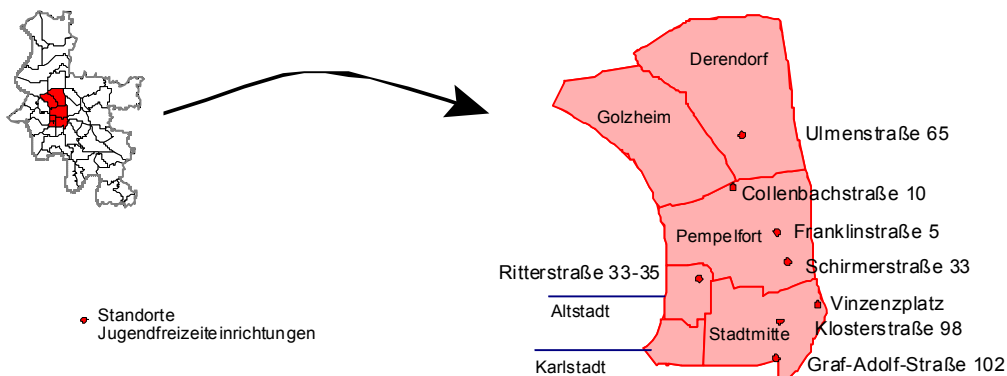 Derendorf
Golzheim
Ulmenstraße 65
Collenbachstraße 10
Pempelfort
Franklinstraße 5
Ritterstraße 33-35
Schirmerstraße 33
Altstadt
Vinzenzplatz
Stadtmitte
Klosterstraße 98
Karlstadt
Graf-Adolf-Straße 102
Standorte
Jugendfreizeiteinrichtungen